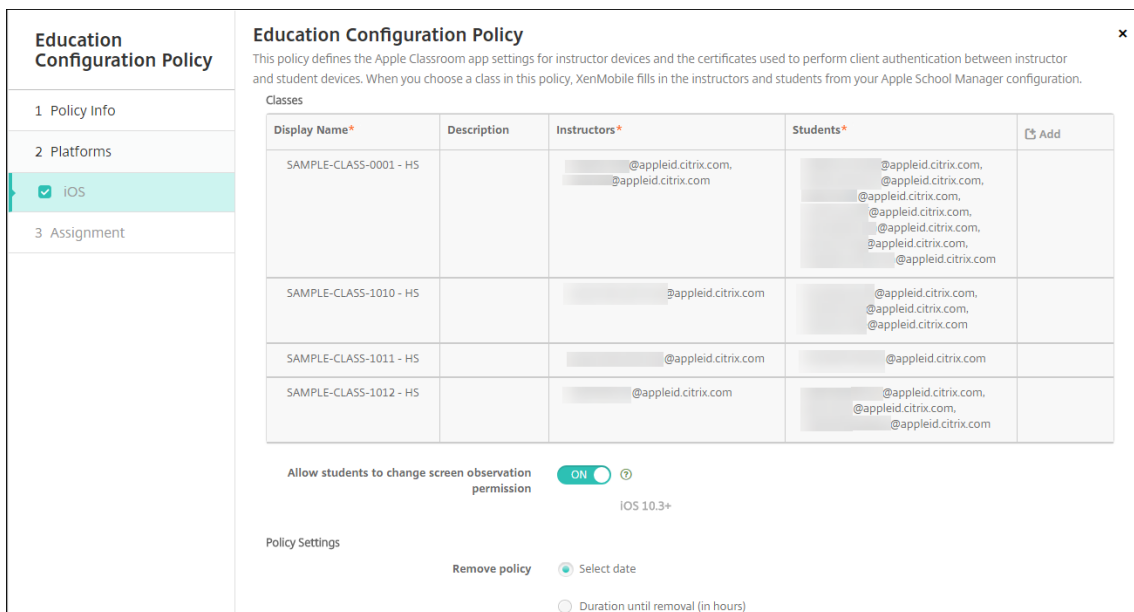 Education
Configuration Policy
1 Policy Info
2 Platforms
iOS
3 Assignment
Education Configuration Policy
×
This policy defines the Apple Classroom app settings for instructor devices and the certificates used to perform client authentication between instructor
and student devices. When you choose a class in this policy, XenMobile fills in the instructors and students from your Apple School Manager configuration.
Classes
Display Name* Description Instructors* Students* Add
SAMPLE-CLASS-0001 - HS
@appleid.citrix.com,
@appleid.citrix.com
@appleid.citrix.com,
@appleid.citrix.com,
@appleid.citrix.com,
@appleid.citrix.com,
@appleid.citrix.com,
@appleid.citrix.com,
@appleid.citrix.com
SAMPLE-CLASS-1010 - HS
@appleid.citrix.com
@appleid.citrix.com,
@appleid.citrix.com,
@appleid.citrix.com
SAMPLE-CLASS-1011 - HS
@appleid.citrix.com
@appleid.citrix.com
SAMPLE-CLASS-1012 - HS
@appleid.citrix.com
@appleid.citrix.com,
@appleid.citrix.com,
@appleid.citrix.com
Allow students to change screen observation
permission
ON
?
iOS 10.3+
Policy Settings
Remove policy
Select date
Duration until removal (in hours)